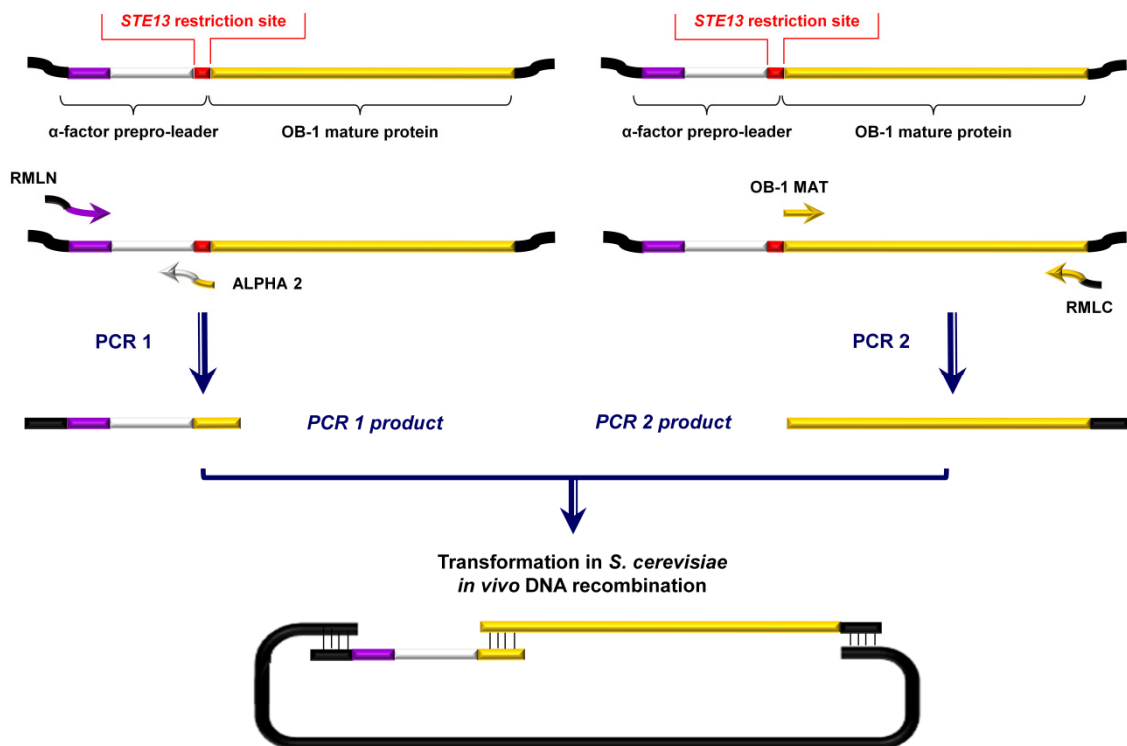 STE13 restriction site
STE13 restriction site
α-factor prepro-leader
OB-1 mature protein
α-factor prepro-leader
OB-1 mature protein
RMLN
OB-1 MAT
ALPHA 2
RMLC
PCR 1
PCR 2
PCR 1 product
PCR 2 product
Transformation in S. cerevisiae
in vivo DNA recombination